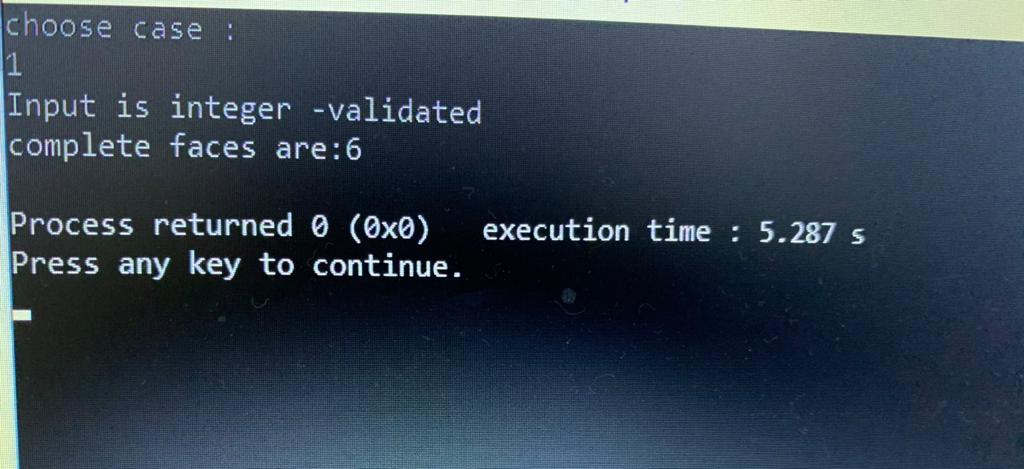 choose case :
1
Input is integer -validated
complete faces are:6
Process returned 0 (0x0)   execution time : 5.287 s
Press any key to continue.